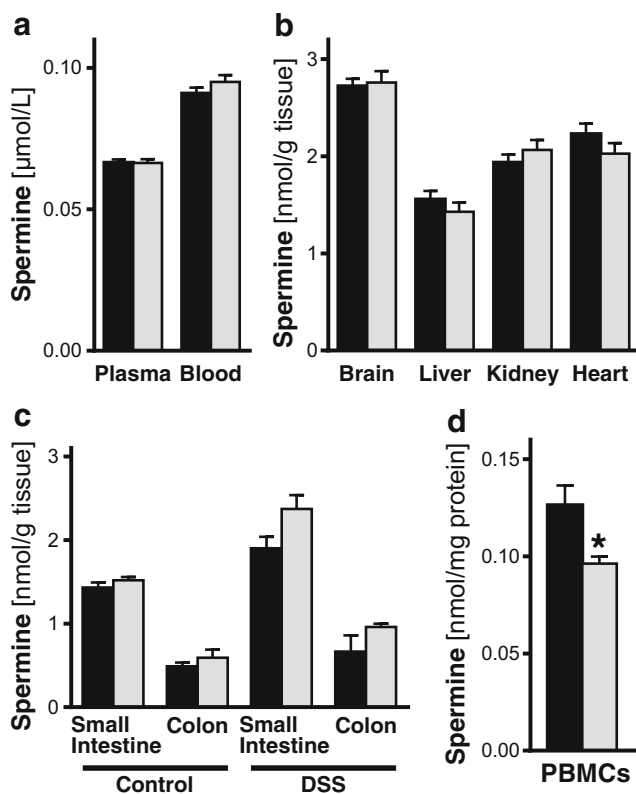 a
Spermine [µmol/L]
0.10
0.05
0.00
Plasma Blood
b
Spermine [nmol/g tissue]
3
2
1
0
Brain Liver Kidney Heart
c
Spermine [nmol/g tissue]
3
2
1
0
Small Intestine Colon Small Intestine Colon
Control DSS
d
Spermine [nmol/mg protein]
0.15
0.10
0.05
0.00
*
PBMCs